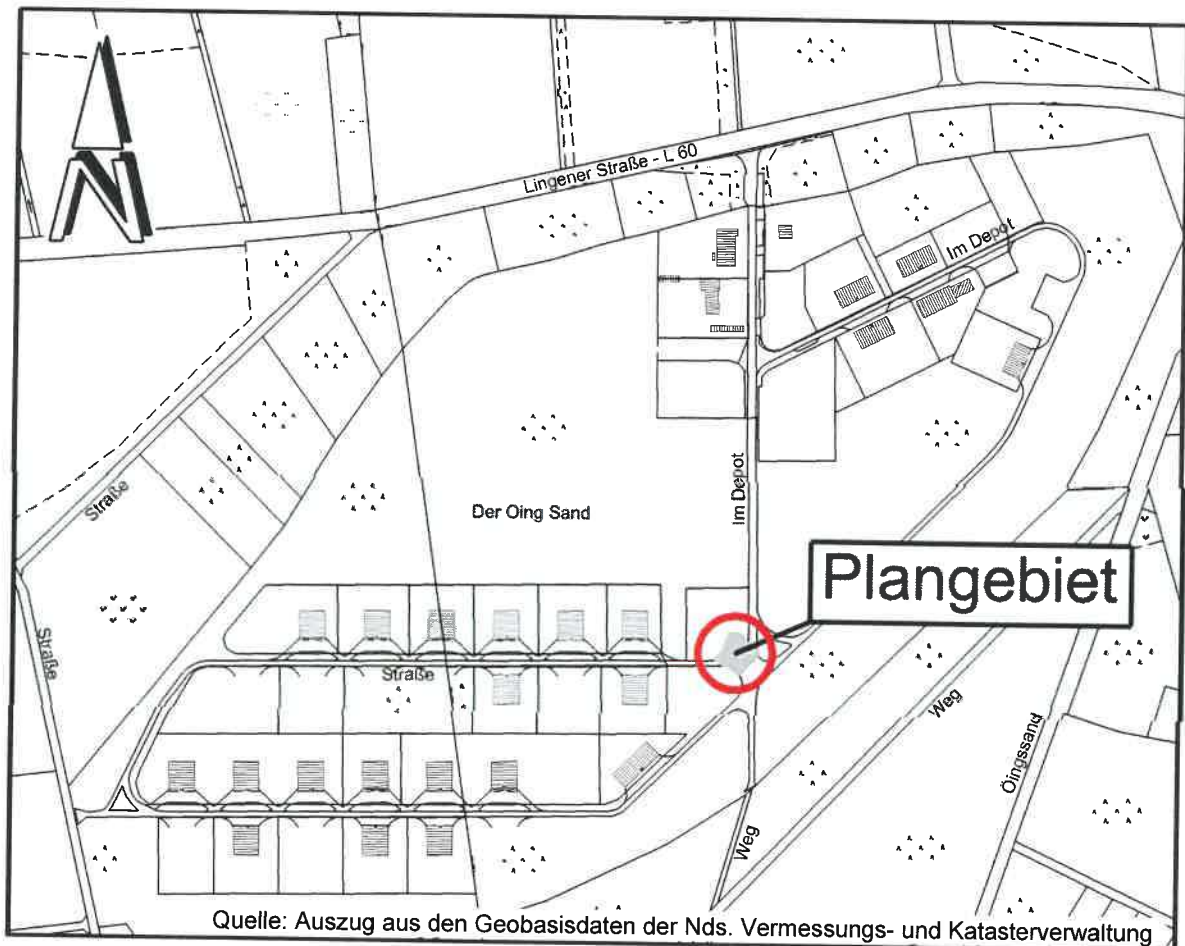 N
Lingener Straße - L 60
Im Depot
Straße
Der Oing Sand
Im Depot
Plangebiet
Straße
Straße
Weg
Öingssand
Weg
Quelle: Auszug aus den Geobasisdaten der Nds. Vermessungs- und Katasterverwaltung